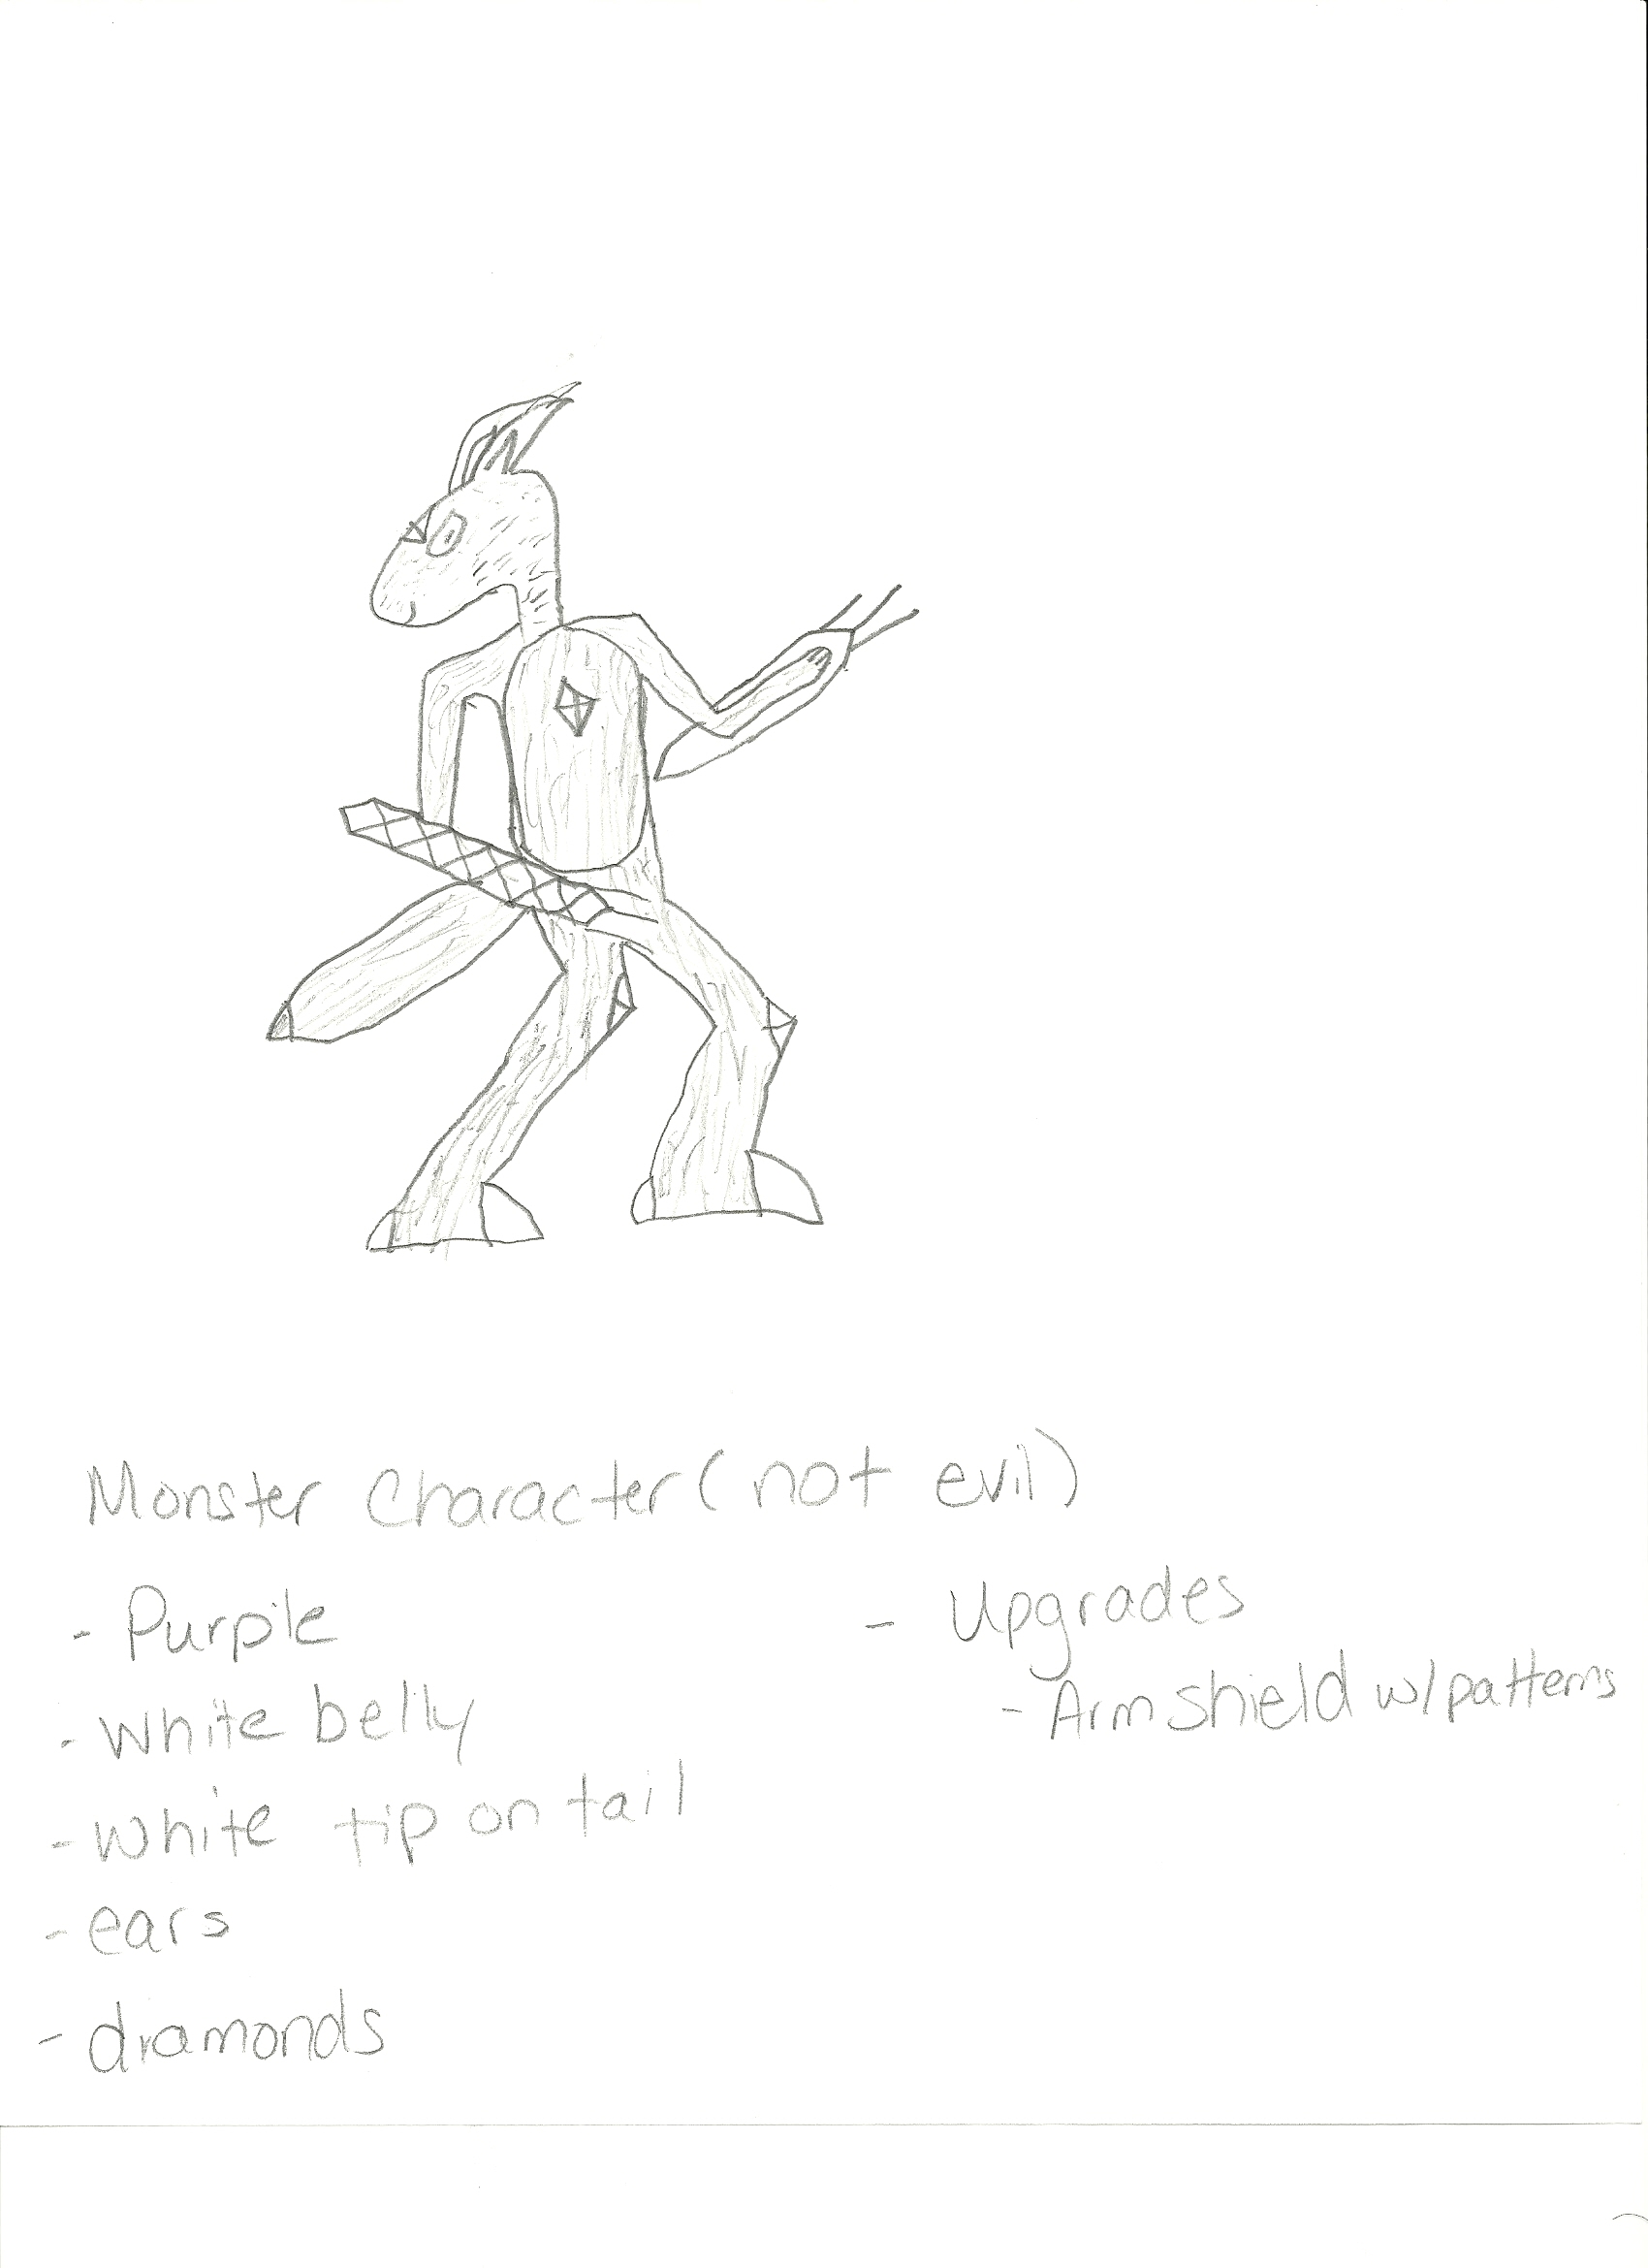 Monster Character (not evil)
- Purple
- White belly
- White tip on tail
- ears
- diamonds
- Upgrades
- Arm shield w/patterns